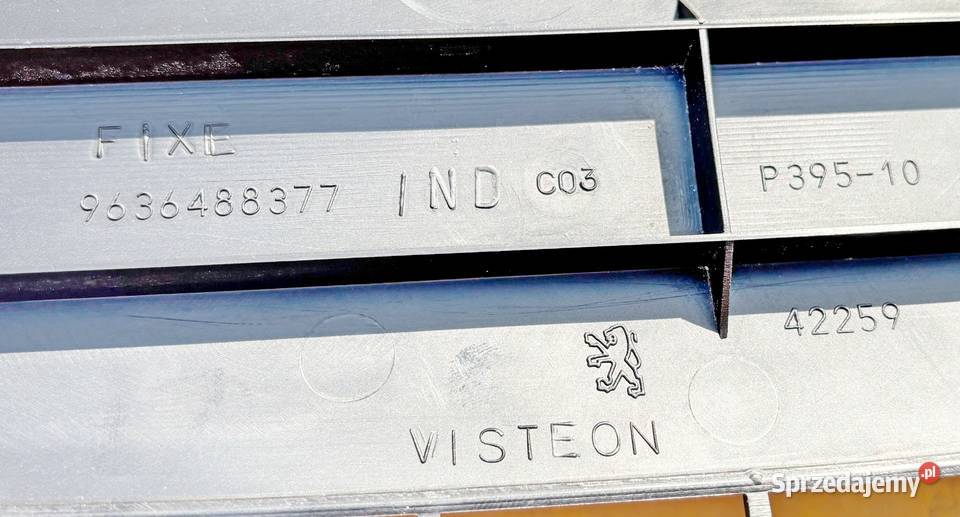 FIXE
9636488377 IND C03 P395-10
42259
VISTEON
Sprzedajemy.pl